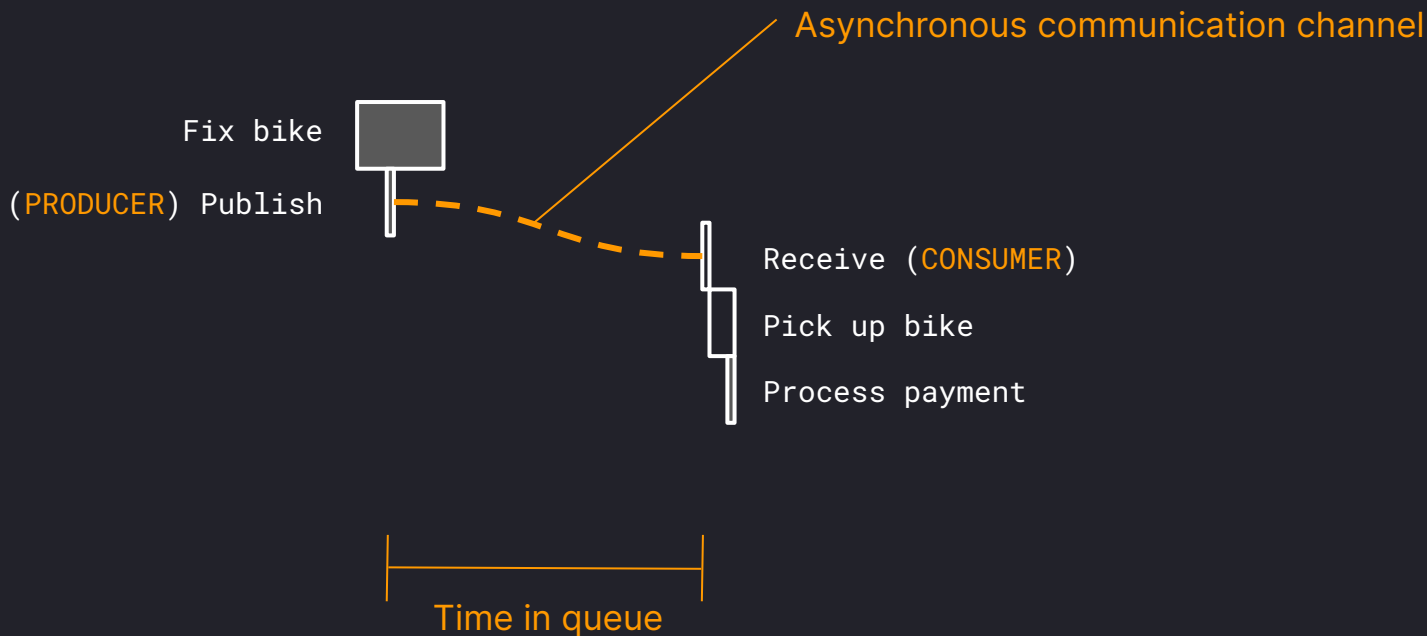 Asynchronous communication channel
Fix bike
(PRODUCER) Publish
Receive (CONSUMER)
Pick up bike
Process payment
Time in queue